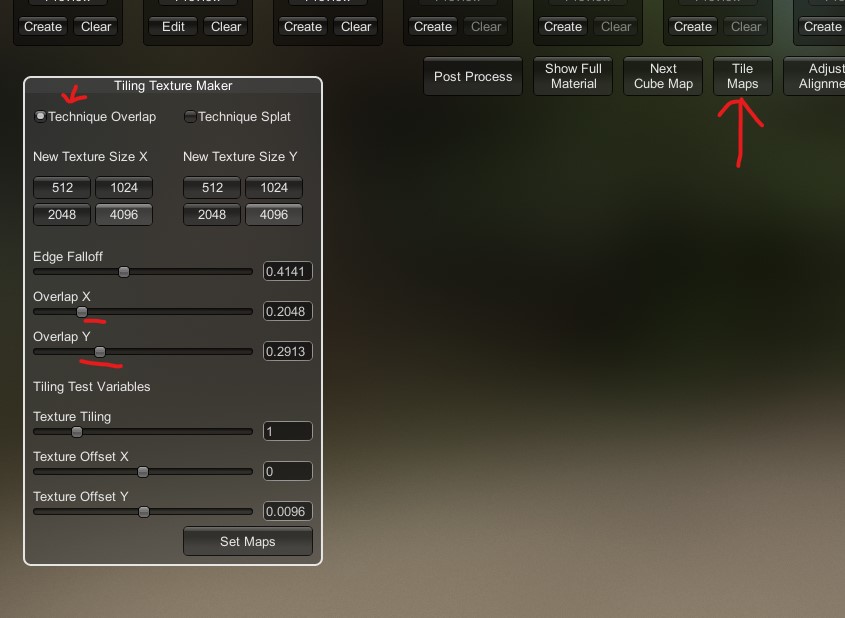 Create Clear Edit Clear Create Clear Create Clear Create Clear Create Clear Create
Post Process Show Full Material Next Cube Map Tile Maps
Tiling Texture Maker
Technique Overlap Technique Splat
New Texture Size X New Texture Size Y
512 1024 512 1024
2048 4096 2048 4096
Edge Falloff
0.4141
Overlap X
0.2048
Overlap Y
0.2913
Tiling Test Variables
Texture Tiling
1
Texture Offset X
0
Texture Offset Y
0.0096
Set Maps